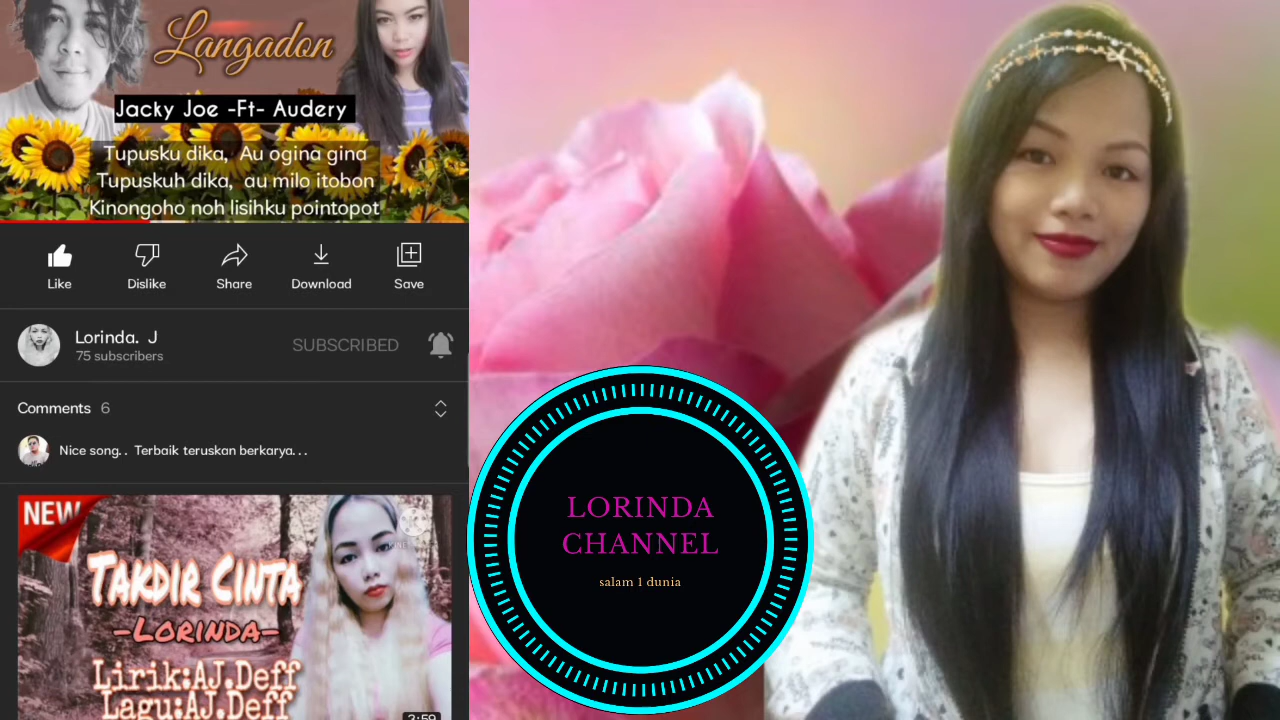 Langadon
Jacky Joe -Ft- Audery
Tupusku dika, Au ogina gina
Tupuskuh dika, au milo itobon
Kinongoho noh lisihku pointopot
Like
Dislike
Share
Download
Save
Lorinda. J
75 subscribers
SUBSCRIBED
Comments 6
Nice song. . Terbaik teruskan berkarya. . .
NEW
TAKDIR CINTA
-LORINDA-
Lirik:AJ.Deff
Lagu:AJ.Deff
3:59
LORINDA
CHANNEL
salam 1 dunia